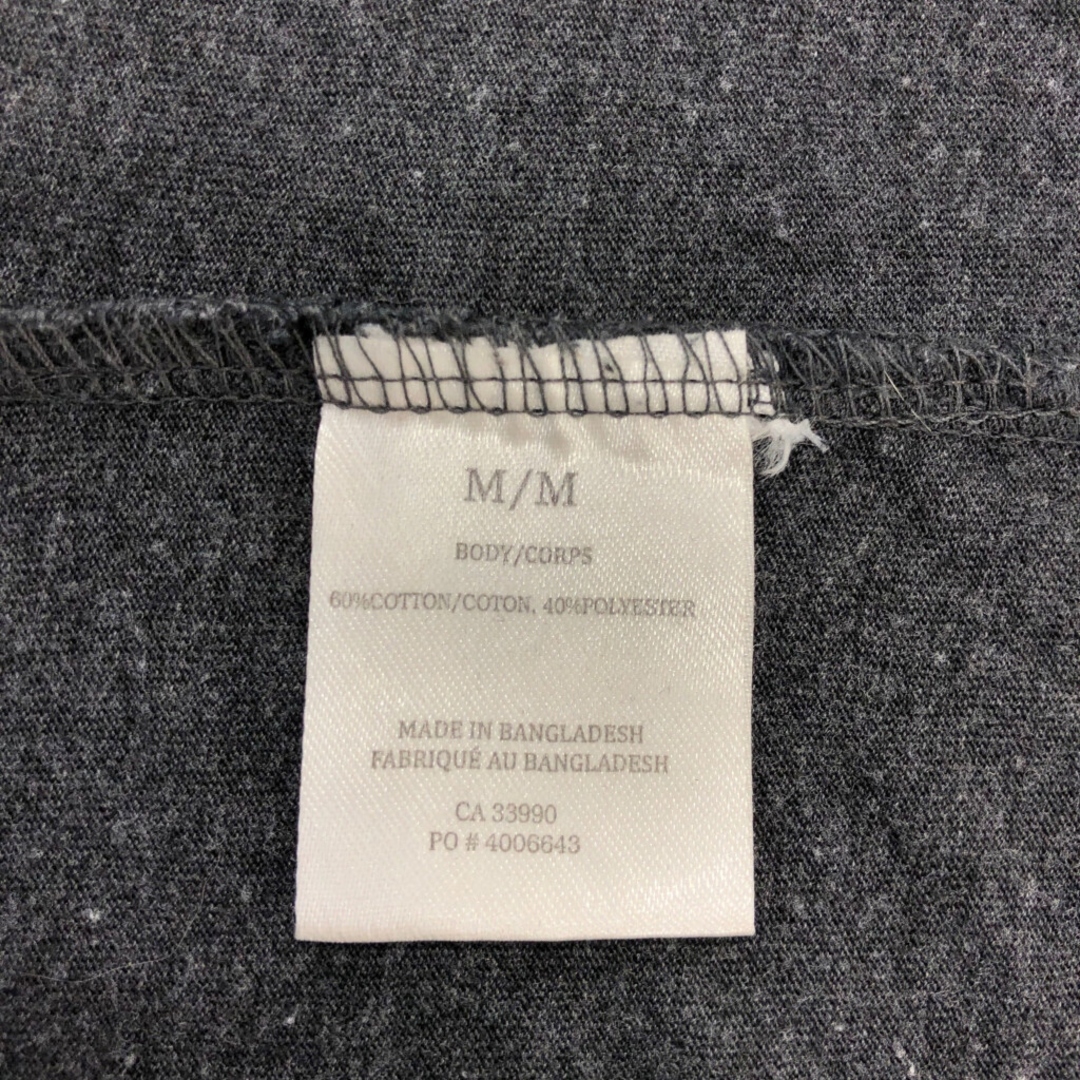 M/M
BODY/CORPS
60%COTTON/COTON, 40%POLYESTER
MADE IN BANGLADESH
FABRIQUÉ AU BANGLADESH
CA 33990
PO # 4006643